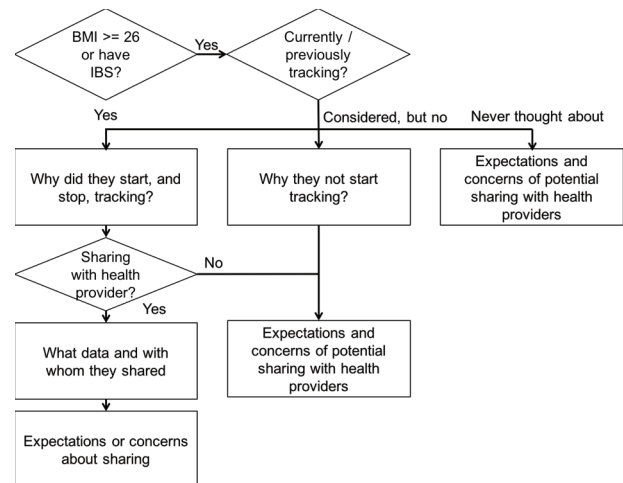 BMI >= 26
or have
IBS?
Yes
Currently /
previously
tracking?
Yes
Considered, but no
Never thought about
Why did they start, and
stop, tracking?
Why they not start
tracking?
Expectations and
concerns of potential
sharing with health
providers
Sharing
with health
provider?
No
Yes
What data and with
whom they shared
Expectations and
concerns of potential
sharing with health
providers
Expectations or concerns
about sharing